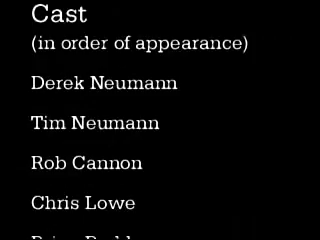 Cast
(in order of appearance)
Derek Neumann
Tim Neumann
Rob Cannon
Chris Lowe